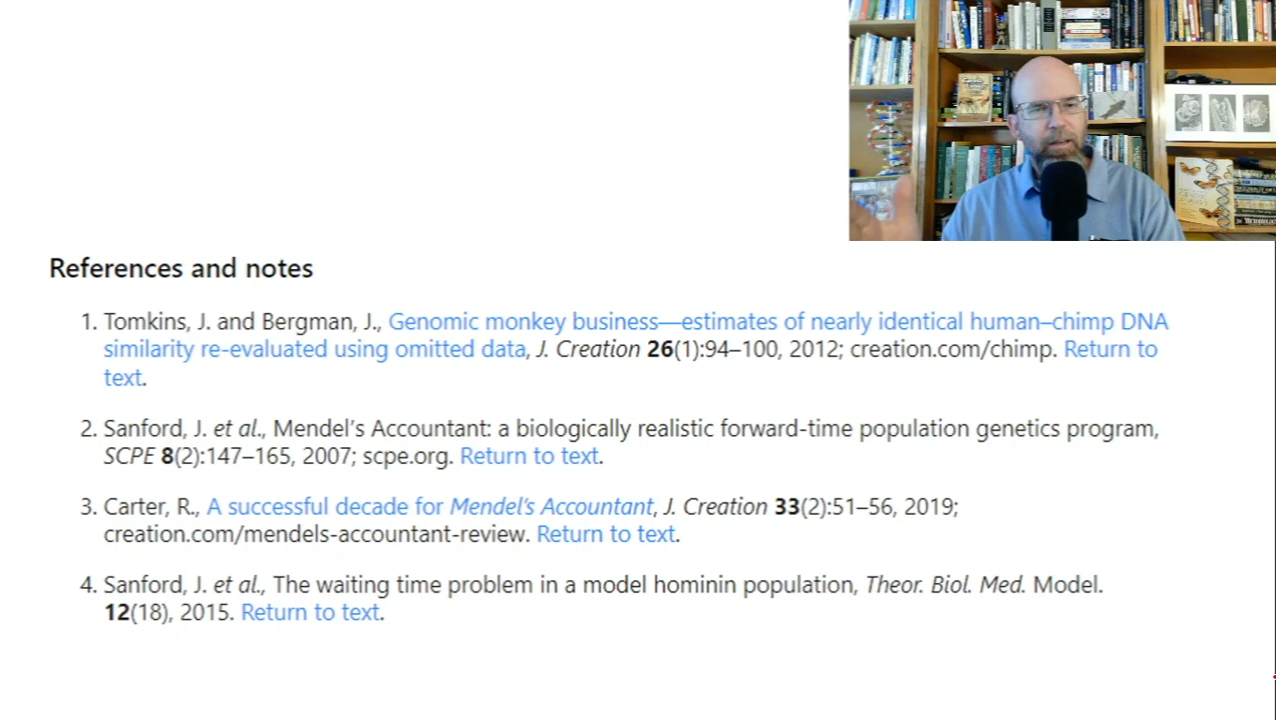 References and notes
1. Tomkins, J. and Bergman, J., Genomic monkey business—estimates of nearly identical human–chimp DNA
similarity re-evaluated using omitted data, J. Creation 26(1):94–100, 2012; creation.com/chimp. Return to
text.
2. Sanford, J. et al., Mendel's Accountant: a biologically realistic forward-time population genetics program,
SCPE 8(2):147–165, 2007; scpe.org. Return to text.
3. Carter, R., A successful decade for Mendel's Accountant, J. Creation 33(2):51–56, 2019;
creation.com/mendels-accountant-review. Return to text.
4. Sanford, J. et al., The waiting time problem in a model hominin population, Theor. Biol. Med. Model.
12(18), 2015. Return to text.